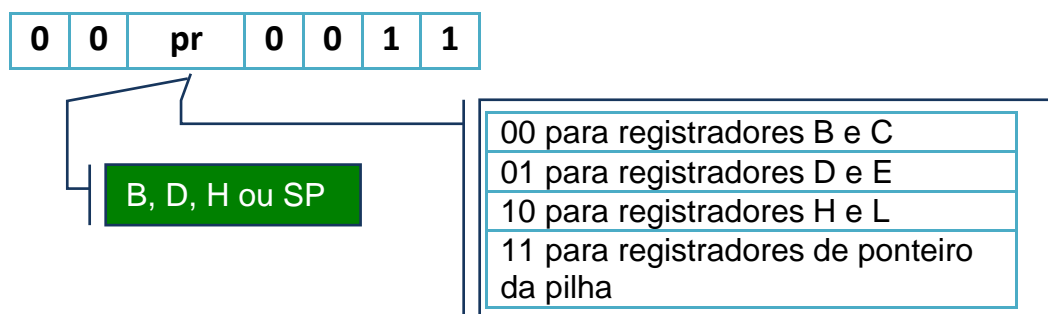 0 0 pr 0 0 1 1
00 para registradores B e C
01 para registradores D e E
B, D, H ou SP
10 para registradores H e L
11 para registradores de ponteiro
da pilha